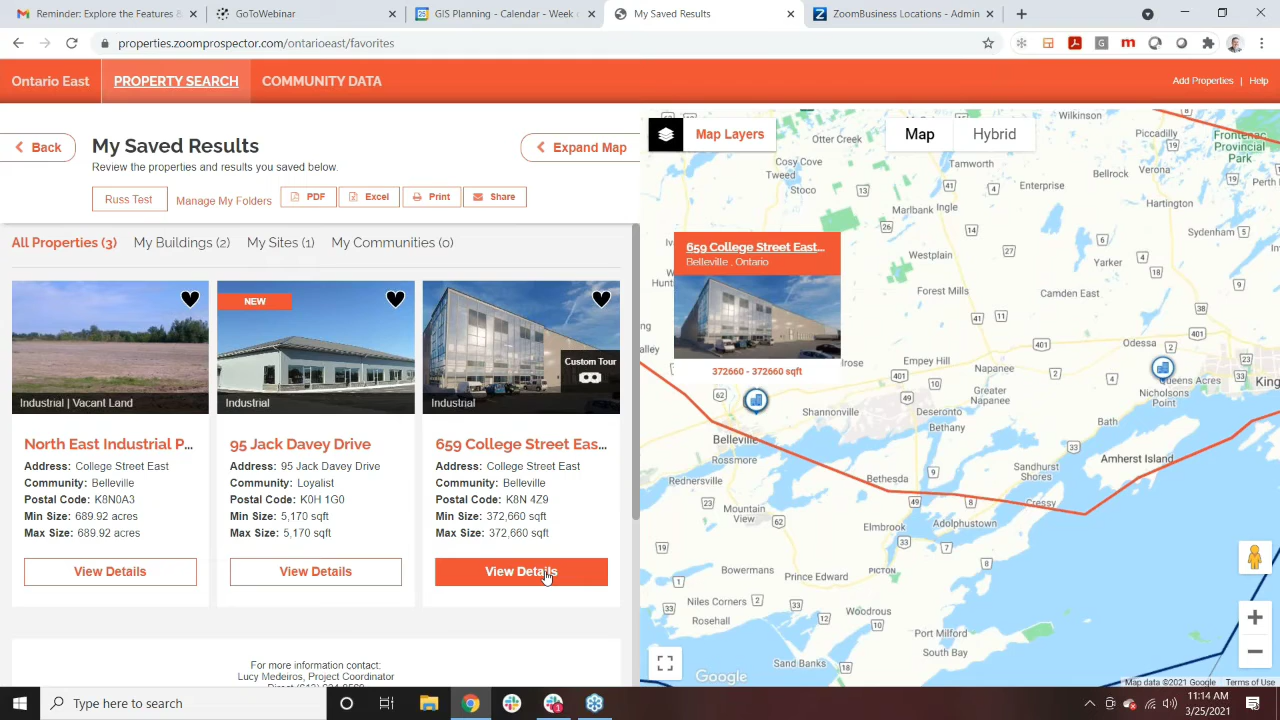 Reminder: Extending Your R
GoToWebinar
GIS Planning - Calendar - Week o
My Saved Results
ZoomBusiness Locations - Admin
properties.zoomprospector.com/ontarioeast/favorites
Ontario East
PROPERTY SEARCH
COMMUNITY DATA
Add Properties | Help
Back
My Saved Results
Review the properties and results you saved below.
Expand Map
Russ Test
Manage My Folders
PDF
Excel
Print
Share
All Properties (3)
My Buildings (2)
My Sites (1)
My Communities (0)
Industrial | Vacant Land
North East Industrial P...
Address: College Street East
Community: Belleville
Postal Code: K8N0A3
Min Size: 689.92 acres
Max Size: 689.92 acres
View Details
NEW
Industrial
95 Jack Davey Drive
Address: 95 Jack Davey Drive
Community: Loyalist
Postal Code: K0H 1G0
Min Size: 5,170 sqft
Max Size: 5,170 sqft
View Details
Custom Tour
Industrial
659 College Street Eas...
Address: College Street East
Community: Belleville
Postal Code: K8N 4Z9
Min Size: 372,660 sqft
Max Size: 372,660 sqft
View Details
For more information contact:
Lucy Medeiros, Project Coordinator
Map Layers
Map
Hybrid
659 College Street East...
Belleville , Ontario
372660 - 372660 sqft
Wilkinson
Otter Creek
Piccadilly
Frontenac
Provincial
Park
Cosy Cove
Tweed
Stoco
Tamworth
Bellrock
Verona
Enterprise
Hartington
Marlbank
Ingle
Sydenham
Westplain
Yarker
Forest Mills
Camden East
Odessa
Empey Hill
Napanee
Greater
Napanee
Queens Acres
Nicholsons
Point
Shannonville
Deseronto
Bethany
Bath
Belleville
Rossmore
Amherst Island
Rednersville
Bethesda
Sandhurst
Shores
Cressy
Mountain
View
Elmbrook
Adolphustown
Bowermans
Prince Edward
PICTON
Niles Corners
Woodrous
Rosehall
Port Milford
South Bay
Sand Banks
Google
Map data ©2021 Google
Terms of Use
Type here to search
11:14 AM
3/25/2021